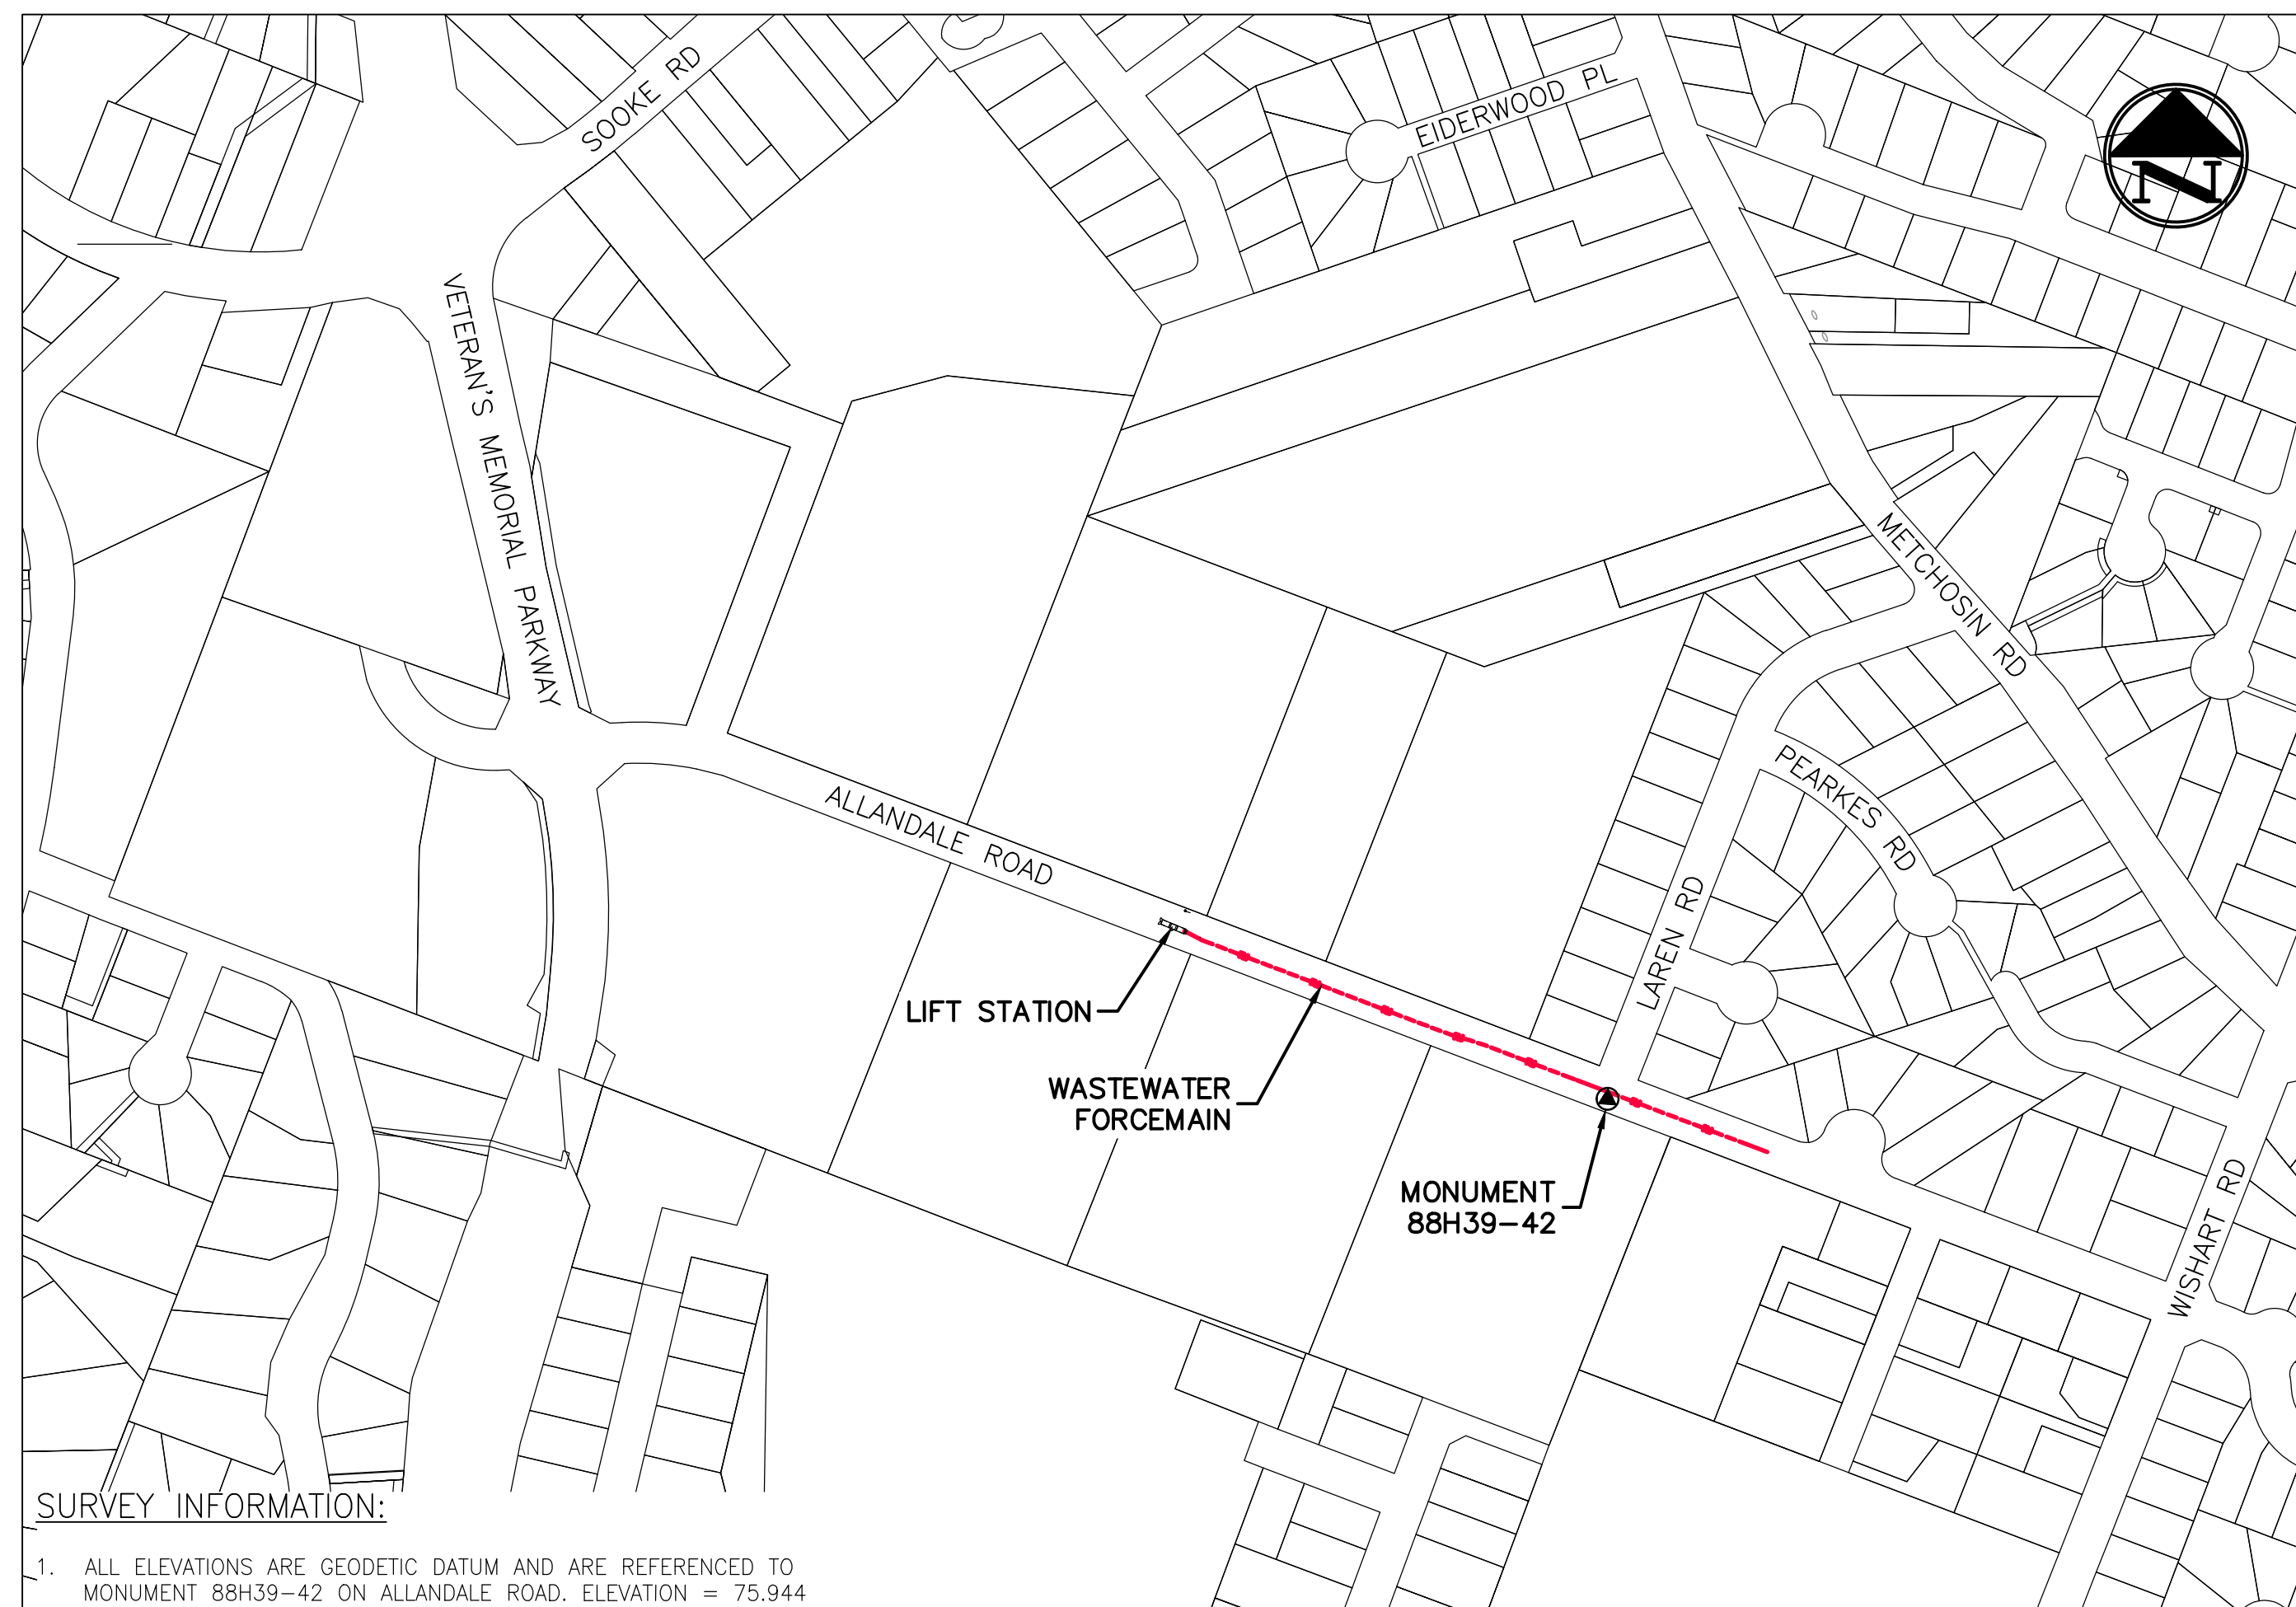 SOOKE RD
EIDERWOOD PL
N
VETERAN'S MEMORIAL PARKWAY
METCHOSIN RD
PEARKES RD
ALLANDALE ROAD
LAREN RD
LIFT STATION
WASTEWATER
FORCEMAIN
MONUMENT
88H39-42
WISHART RD
SURVEY INFORMATION:
1. ALL ELEVATIONS ARE GEODETIC DATUM AND ARE REFERENCED TO
MONUMENT 88H39-42 ON ALLANDALE ROAD. ELEVATION = 75.944